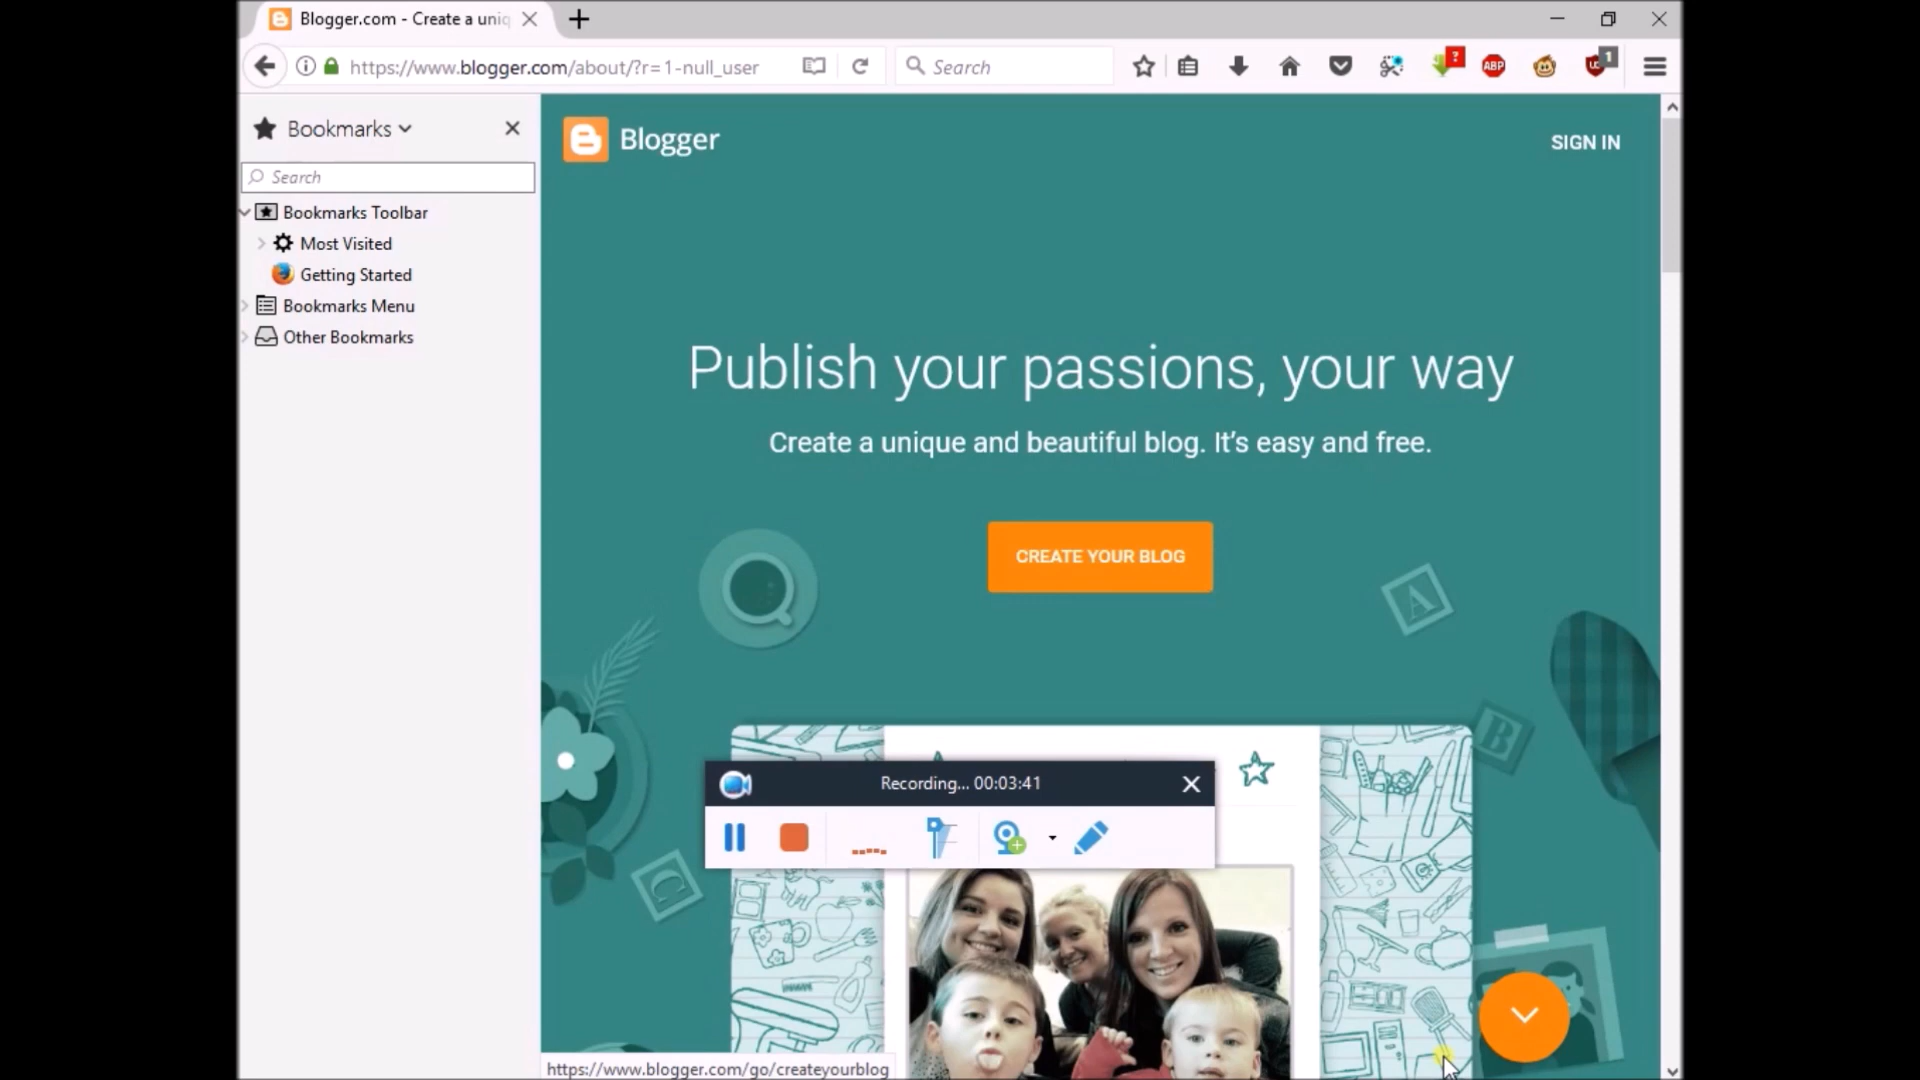 Blogger.com - Create a uniq
https://www.blogger.com/about/?r=1-null_user
Search
?
ABP
1
Bookmarks
Search
Bookmarks Toolbar
Most Visited
Getting Started
Bookmarks Menu
Other Bookmarks
Blogger
SIGN IN
Publish your passions, your way
Create a unique and beautiful blog. It's easy and free.
CREATE YOUR BLOG
A
B
C
Recording... 00:03:41
https://www.blogger.com/go/createyourblog